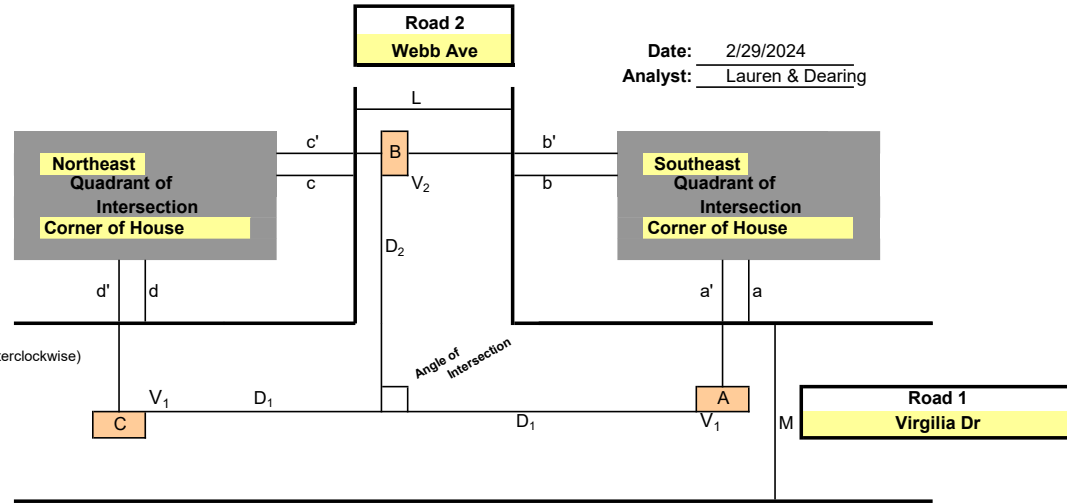 Road 2
Webb Ave
Date: 2/29/2024
Analyst: Lauren & Dearing
L
c'
B
b'
Northeast
Quadrant of
Intersection
Corner of House
c
V2
b
Southeast
Quadrant of
Intersection
Corner of House
D2
d'
d
a'
a
terclockwise)
Angle of
Intersection
V1
D1
A
C
D1
V1
M
Road 1
Virgilia Dr